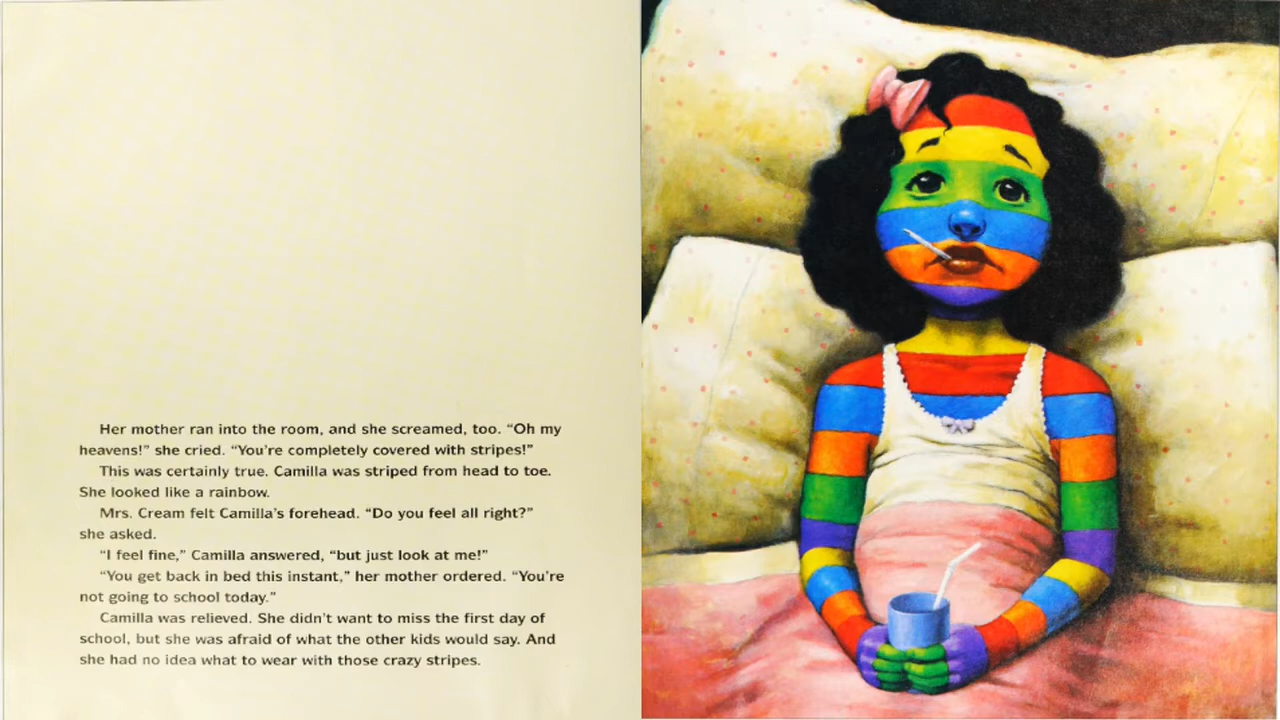 Her mother ran into the room, and she screamed, too. “Oh my
heavens!” she cried. “You’re completely covered with stripes!”
This was certainly true. Camilla was striped from head to toe.
She looked like a rainbow.
Mrs. Cream felt Camilla’s forehead. “Do you feel all right?”
she asked.
“I feel fine,” Camilla answered, “but just look at me!”
“You get back in bed this instant,” her mother ordered. “You’re
not going to school today.”
Camilla was relieved. She didn’t want to miss the first day of
school, but she was afraid of what the other kids would say. And
she had no idea what to wear with those crazy stripes.